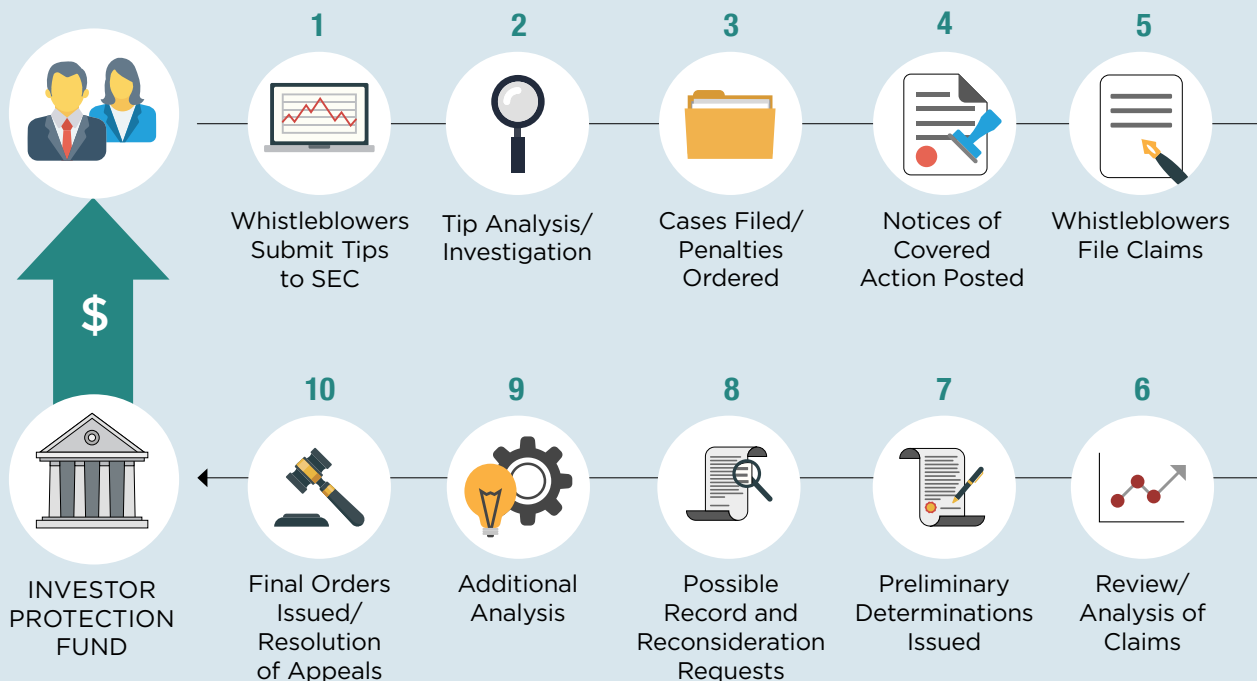 1
Whistleblowers
Submit Tips
to SEC
2
Tip Analysis/
Investigation
3
Cases Filed/
Penalties
Ordered
4
Notices of
Covered
Action Posted
5
Whistleblowers
File Claims
6
Review/
Analysis of
Claims
7
Preliminary
Determinations
Issued
8
Possible
Record and
Reconsideration
Requests
9
Additional
Analysis
10
Final Orders
Issued/
Resolution
of Appeals
INVESTOR
PROTECTION
FUND
$